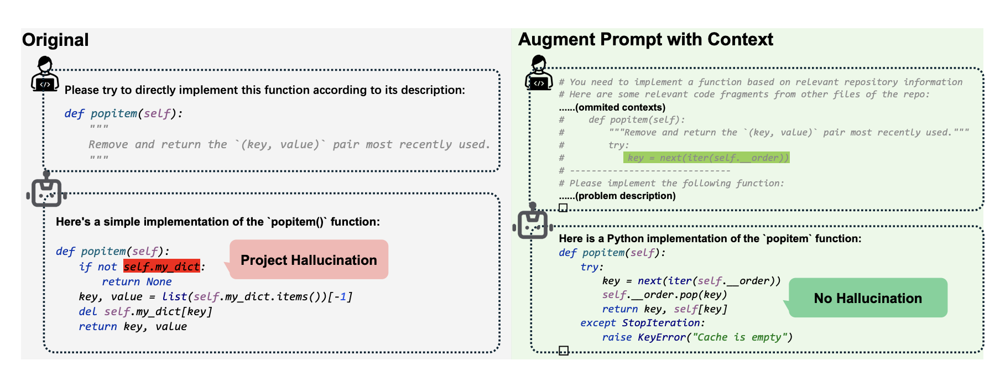 Original
</>
Please try to directly implement this function according to its description:
def popitem(self):
"""
Remove and return the `(key, value)` pair most recently used.
"""
Here's a simple implementation of the `popitem()` function:
def popitem(self):
if not self.my_dict:
return None
key, value = list(self.my_dict.items())[-1]
del self.my_dict[key]
return key, value
Project Hallucination
Augment Prompt with Context
</>
# You need to implement a function based on relevant repository information
# Here are some relevant code fragments from other files of the repo:
......(ommited contexts)
# def popitem(self):
# """Remove and return the `(key, value)` pair most recently used."""
# try:
# key = next(iter(self.__order))
# -----------------------------
# Please implement the following function:
......(problem description)
Here is a Python implementation of the `popitem` function:
def popitem(self):
try:
key = next(iter(self.__order))
self.__order.pop(key)
return key, self[key]
except StopIteration:
raise KeyError("Cache is empty")
No Hallucination